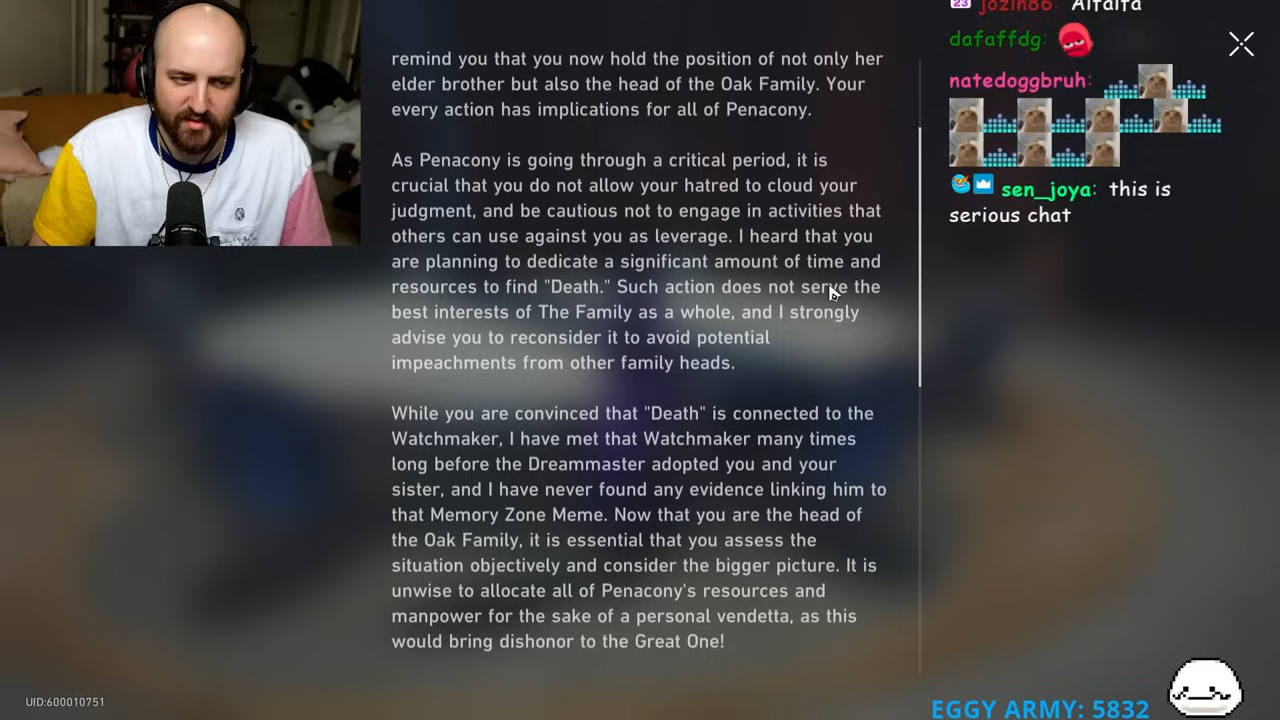 remind you that you now hold the position of not only her
elder brother but also the head of the Oak Family. Your
every action has implications for all of Penacony.
As Penacony is going through a critical period, it is
crucial that you do not allow your hatred to cloud your
judgment, and be cautious not to engage in activities that
others can use against you as leverage. I heard that you
are planning to dedicate a significant amount of time and
resources to find "Death." Such action does not serve the
best interests of The Family as a whole, and I strongly
advise you to reconsider it to avoid potential
impeachments from other family heads.
While you are convinced that "Death" is connected to the
Watchmaker, I have met that Watchmaker many times
long before the Dreammaster adopted you and your
sister, and I have never found any evidence linking him to
that Memory Zone Meme. Now that you are the head of
the Oak Family, it is essential that you assess the
situation objectively and consider the bigger picture. It is
unwise to allocate all of Penacony's resources and
manpower for the sake of a personal vendetta, as this
would bring dishonor to the Great One!
23 jozin86: Alfalfa
dafaffdg:
natedoggbruh:
sen_joya: this is
serious chat
UID:600010751
EGGY ARMY: 5832